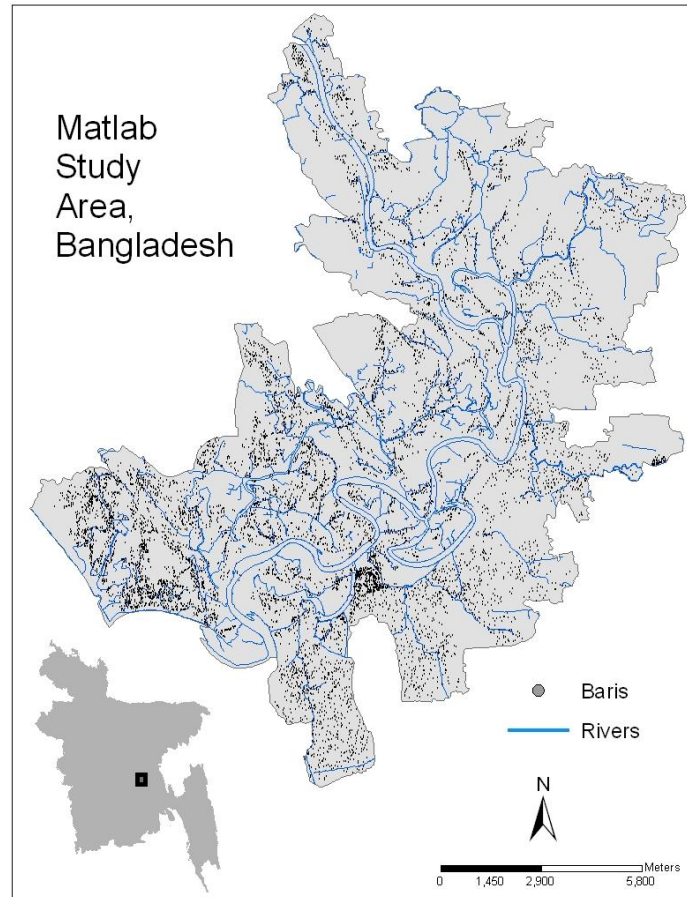 Matlab
Study
Area,
Bangladesh
Baris
Rivers
N
Meters
0 1,450 2,900 5,800